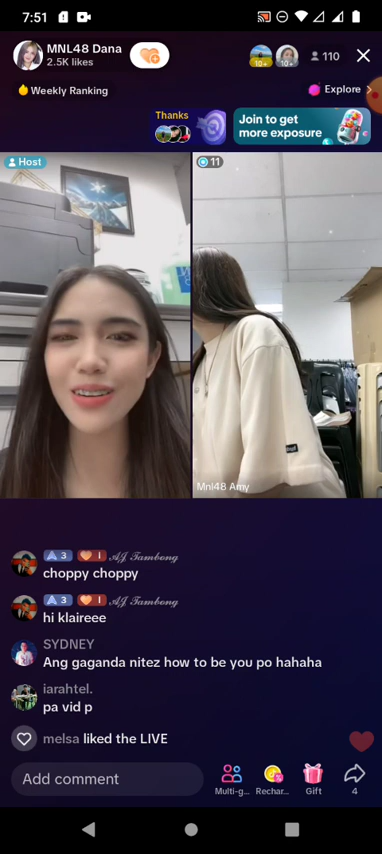 7:51
MNL48 Dana
2.5K likes
10+
10+
110
Weekly Ranking
Explore
Thanks
Join to get
more exposure
Host
11
Mnl48 Amy
3 I 𝒜𝒥 𝒯𝒶𝓂𝒷𝑜𝓃𝑔
choppy choppy
3 I 𝒜𝒥 𝒯𝒶𝓂𝒷𝑜𝓃𝑔
hi klaireee
SYDNEY
Ang gaganda nitez how to be you po hahaha
iarahtel.
pa vid p
melsa liked the LIVE
Add comment
Multi-g...
Rechar...
Gift
4